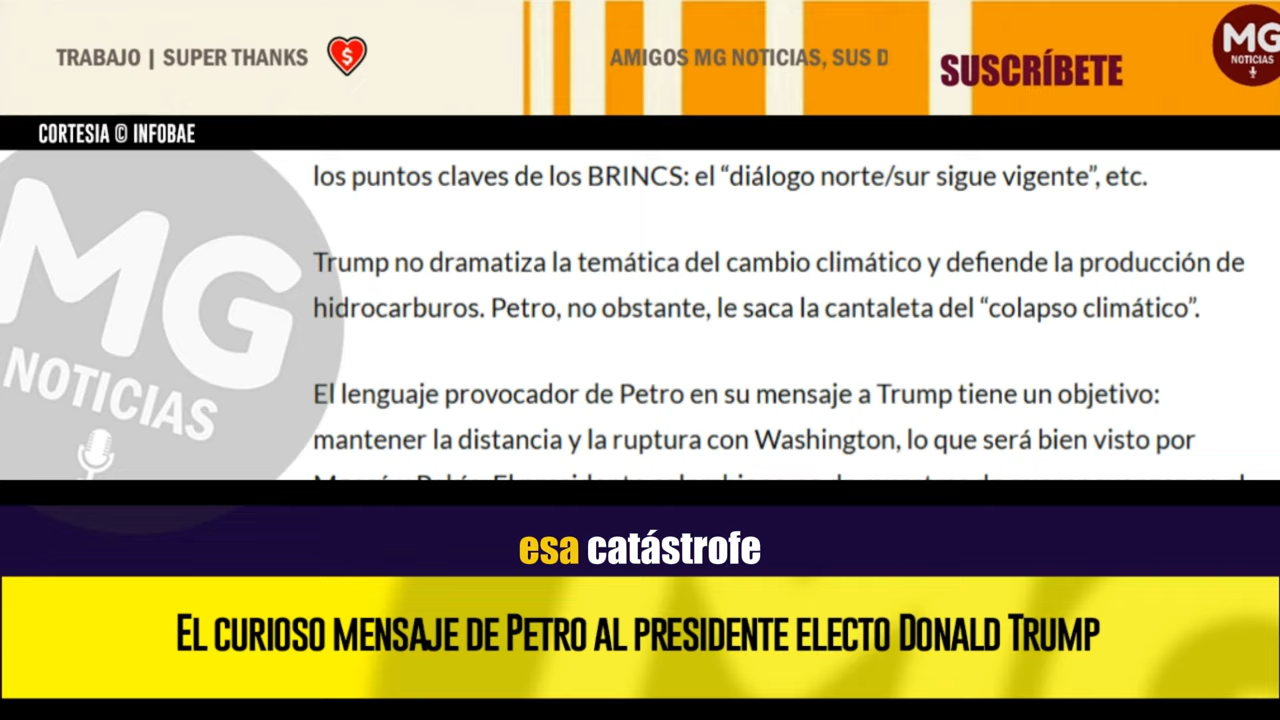 TRABAJO | SUPER THANKS
AMIGOS MG NOTICIAS, SUS D
SUSCRÍBETE
MG
NOTICIAS
CORTESIA © INFOBAE
los puntos claves de los BRINCS: el “diálogo norte/sur sigue vigente”, etc.
Trump no dramatiza la temática del cambio climático y defiende la producción de
hidrocarburos. Petro, no obstante, le saca la cantaleta del “colapso climático”.
El lenguaje provocador de Petro en su mensaje a Trump tiene un objetivo:
mantener la distancia y la ruptura con Washington, lo que será bien visto por
MG
NOTICIAS
esa catástrofe
EL CURIOSO MENSAJE DE PETRO AL PRESIDENTE ELECTO DONALD TRUMP